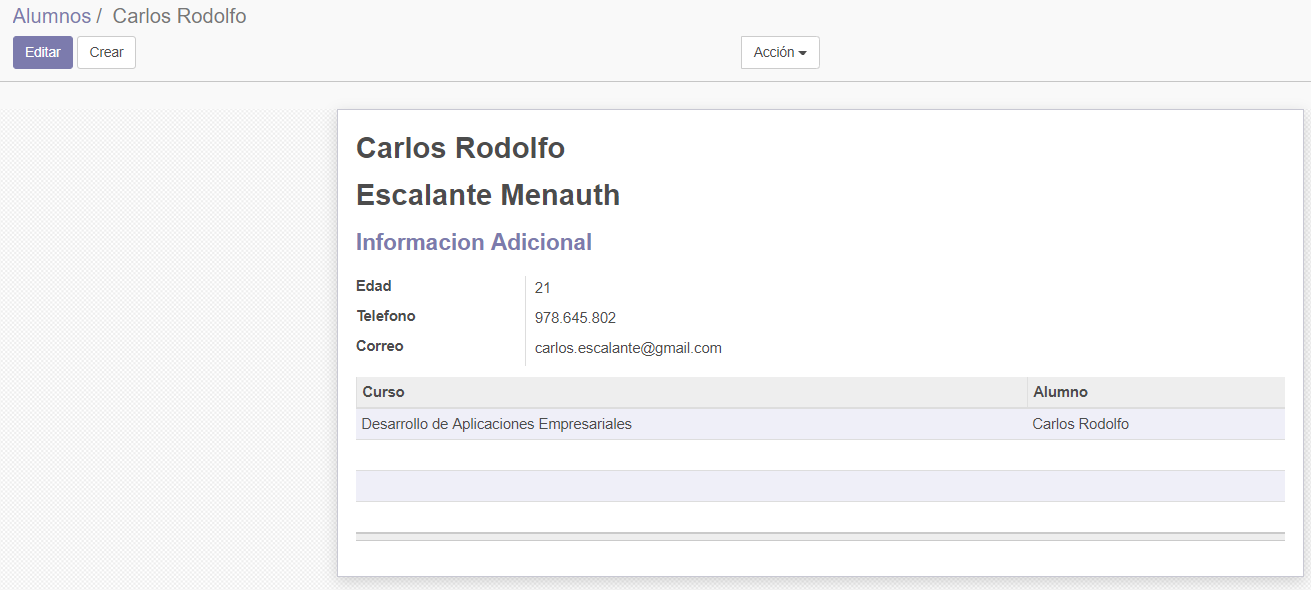 Alumnos / Carlos Rodolfo
Editar Crear Acción
Carlos Rodolfo
Escalante Menauth
Informacion Adicional
Edad 21
Telefono 978.645.802
Correo carlos.escalante@gmail.com
Curso Alumno
Desarrollo de Aplicaciones Empresariales Carlos Rodolfo